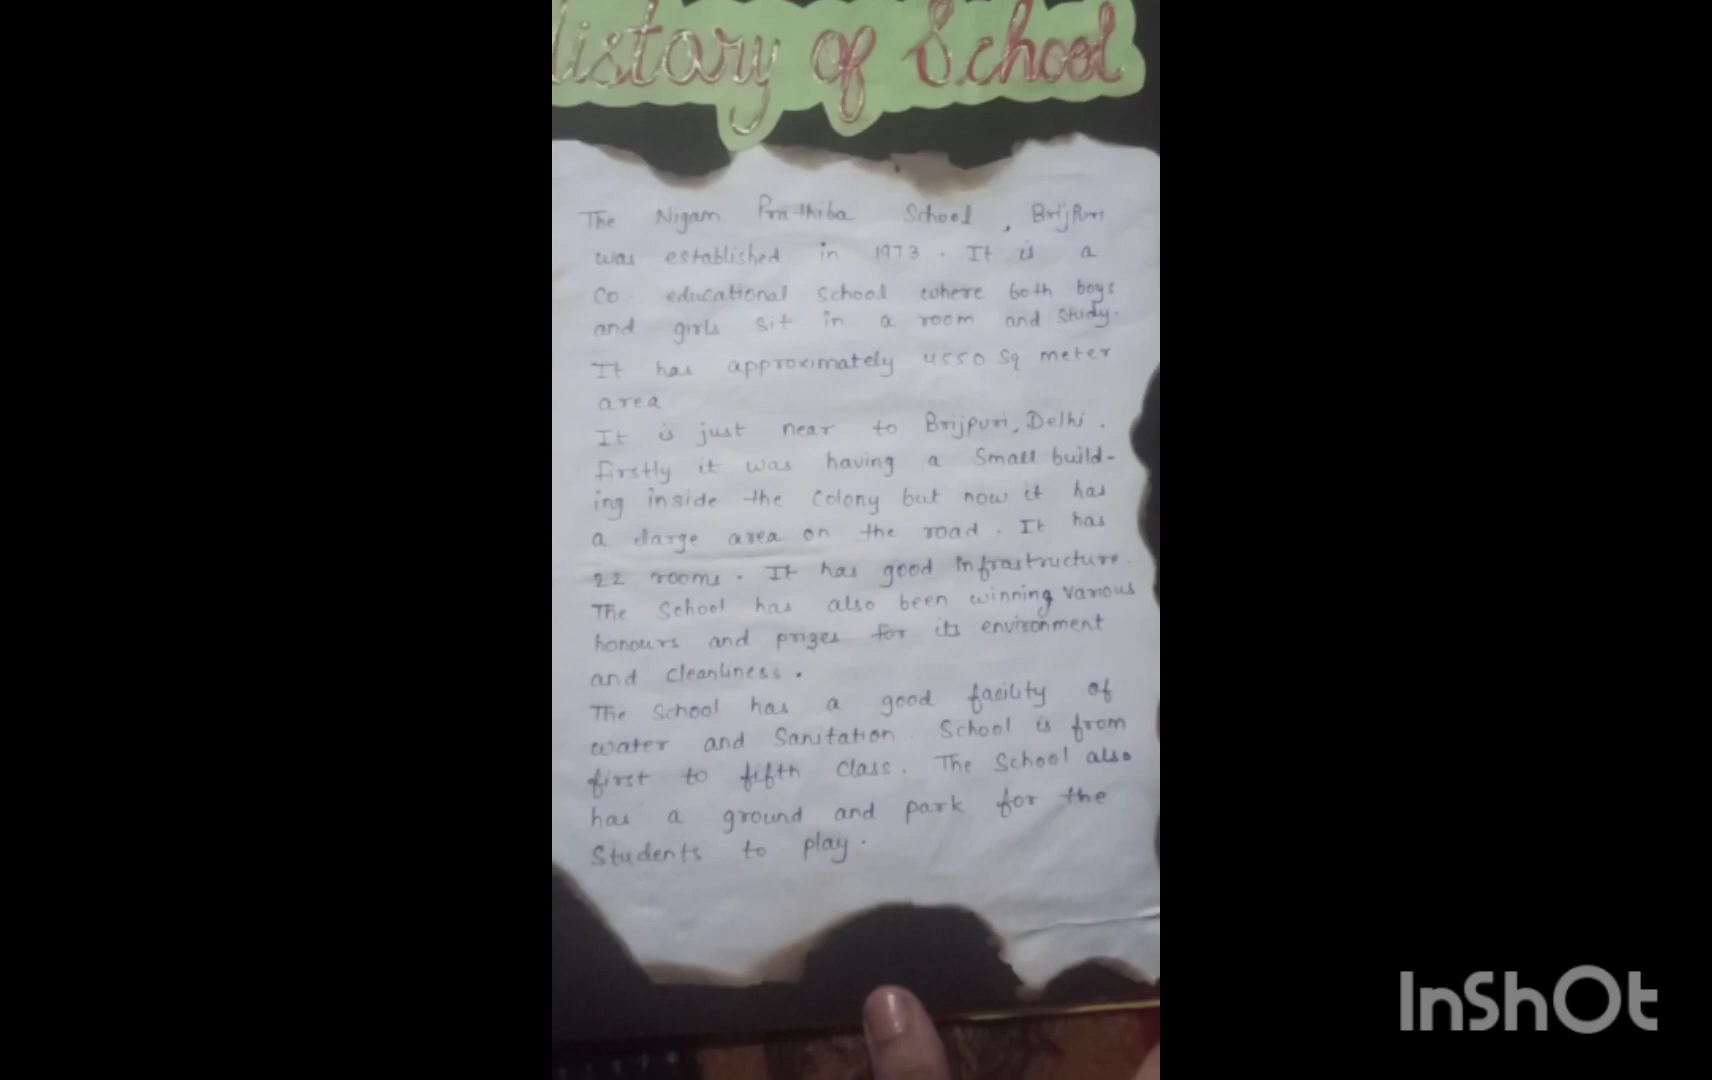 History of School
The Nigam Prathiba School, Brijpuri
was established in 1973. It is a
Co-educational School where both boys
and girls sit in a room and Study.
It has approximately 4550 Sq meter
area
It is just near to Brijpuri, Delhi.
firstly it was having a Small build-
ing inside the Colony but now it has
a large area on the road. It has
22 rooms. It has good infrastructure.
The School has also been winning various
honours and prizes for its environment
and Cleanliness.
The School has a good facility of
water and Sanitation. School is from
first to fifth Class. The School also
has a ground and park for the
Students to play.
InShOt